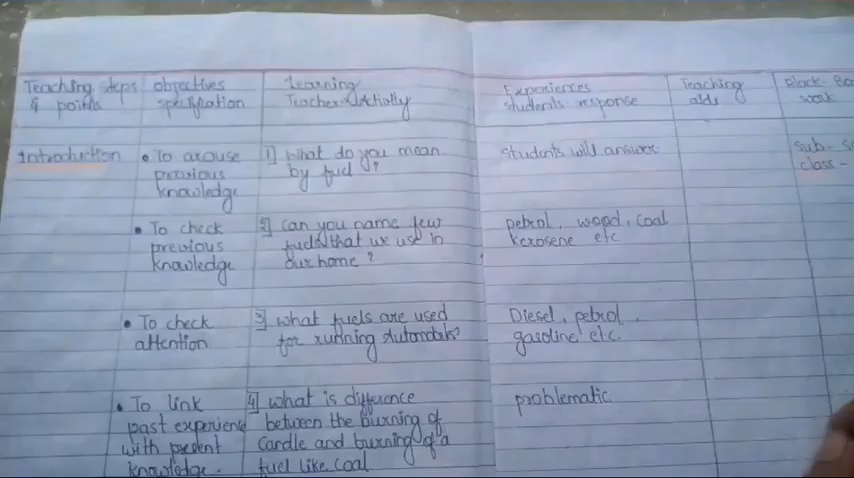 Teaching steps objectives Learning Experiences Teaching Black Bo
& points specification Teacher Activity students response aids work
Introduction • To arouse 1] What do you mean students will answer sub- S
previous by fuel? class-
knowledge
• To check 2] can you name few petrol, wood, coal
previous fuels that we use in kerosene etc
knowledge our home?
• To check 3] what fuels are used Diesel, petrol,
attention for running gasoline etc
• To link 4] what is difference problematic
past experience between the burning of
with present candle and burning of a
knowledge. fuel like coal